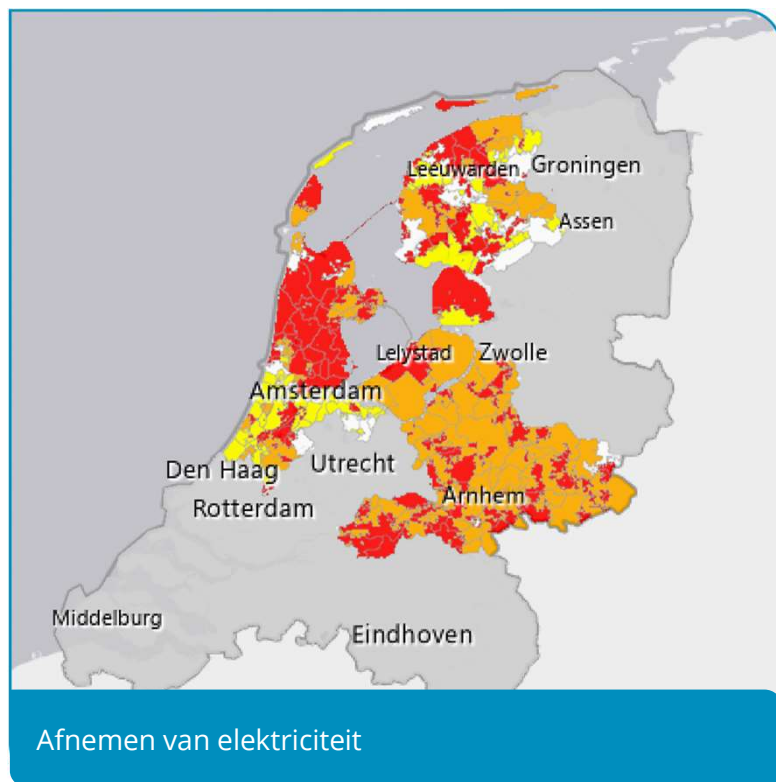 Leeuwarden
Groningen
Assen
Lelystad
Zwolle
Amsterdam
Den Haag
Utrecht
Arnhem
Rotterdam
Middelburg
Eindhoven
Afnemen van elektriciteit